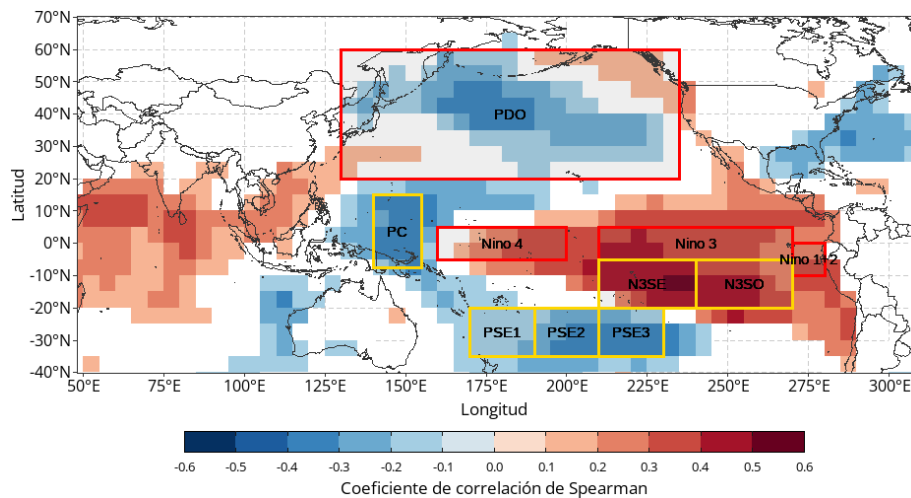 70°N
60°N
50°N
40°N
30°N
20°N
10°N
0°N
-10°N
-20°N
-30°N
-40°N
Latitud
PDO
PC
Nino 4
Nino 3
Nino 1+2
N3SE
N3SO
PSE1
PSE2
PSE3
50°E
75°E
100°E
125°E
150°E
175°E
200°E
225°E
250°E
275°E
300°E
Longitud
-0.6
-0.5
-0.4
-0.3
-0.2
-0.1
0.0
0.1
0.2
0.3
0.4
0.5
0.6
Coeficiente de correlación de Spearman